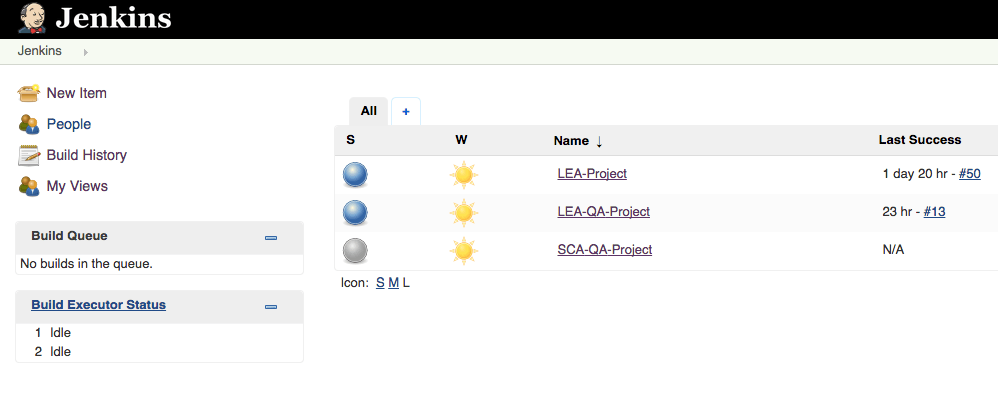 Jenkins
Jenkins
New Item
People
Build History
My Views
Build Queue
No builds in the queue.
Build Executor Status
1 Idle
2 Idle
All +
S W Name ↓ Last Success
LEA-Project 1 day 20 hr - #50
LEA-QA-Project 23 hr - #13
SCA-QA-Project N/A
Icon: S M L